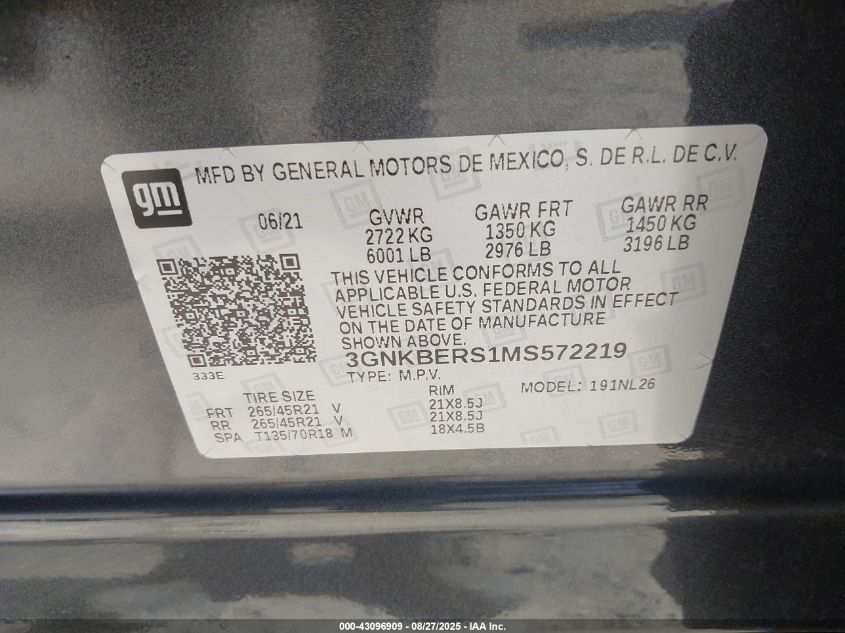 gm
MFD BY GENERAL MOTORS DE MEXICO, S. DE R.L. DE C.V.
06/21 GVWR GAWR FRT GAWR RR
2722 KG 1350 KG 1450 KG
6001 LB 2976 LB 3196 LB
THIS VEHICLE CONFORMS TO ALL
APPLICABLE U.S. FEDERAL MOTOR
VEHICLE SAFETY STANDARDS IN EFFECT
ON THE DATE OF MANUFACTURE
SHOWN ABOVE.
3GNKBERS1MS572219
333E
TYPE: M.P.V. MODEL: 191NL26
TIRE SIZE RIM
FRT 265/45R21 V 21X8.5J
RR 265/45R21 V 21X8.5J
SPA T135/70R18 M 18X4.5B
000-43096909 - 08/27/2025 - IAA Inc.